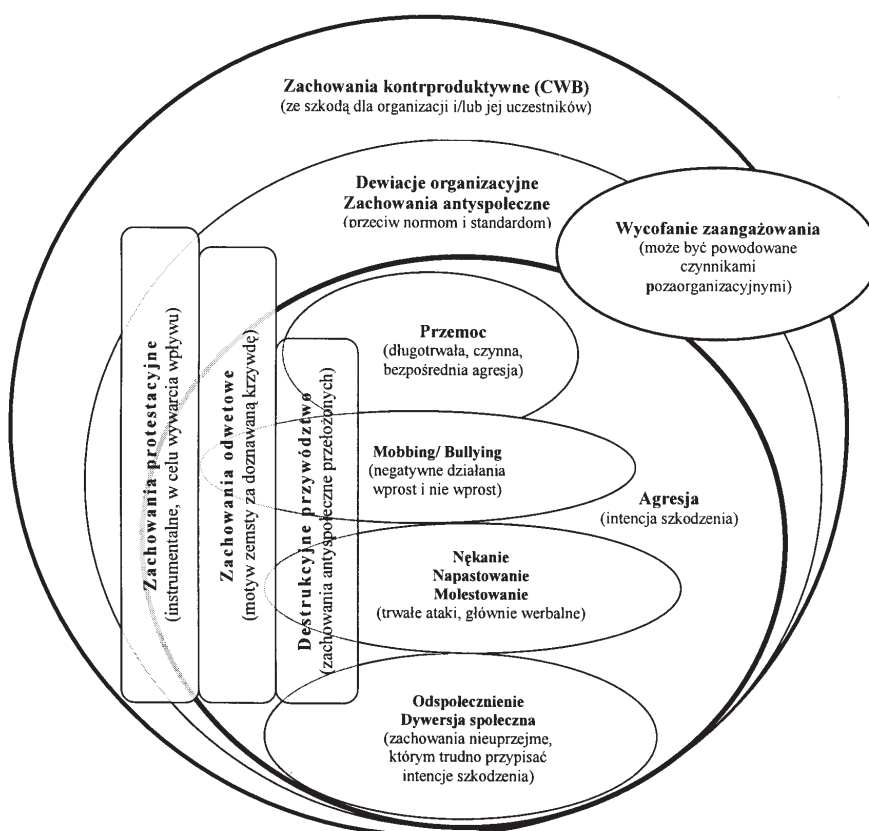 Zachowania kontrproduktywne (CWB)
(ze szkodą dla organizacji i/lub jej uczestników)
Dewiacje organizacyjne
Zachowania antyspołeczne
(przeciw normom i standardom)
Wycofanie zaangażowania
(może być powodowane
czynnikami
pozaorganizacyjnymi)
Zachowania protestacyjne
(instrumentalne, w celu wywarcia wpływu)
Zachowania odwetowe
(motyw zemsty za doznawaną krzywdę)
Destrukcyjne przywództwo
(zachowania antyspołeczne przełożonych)
Przemoc
(długotrwała, czynna,
bezpośrednia agresja)
Mobbing/ Bullying
(negatywne działania
wprost i nie wprost)
Agresja
(intencja szkodzenia)
Nękanie
Napastowanie
Molestowanie
(trwałe ataki, głównie werbalne)
Odspołecznienie
Dywersja społeczna
(zachowania nieuprzejme,
którym trudno przypisać
intencje szkodzenia)